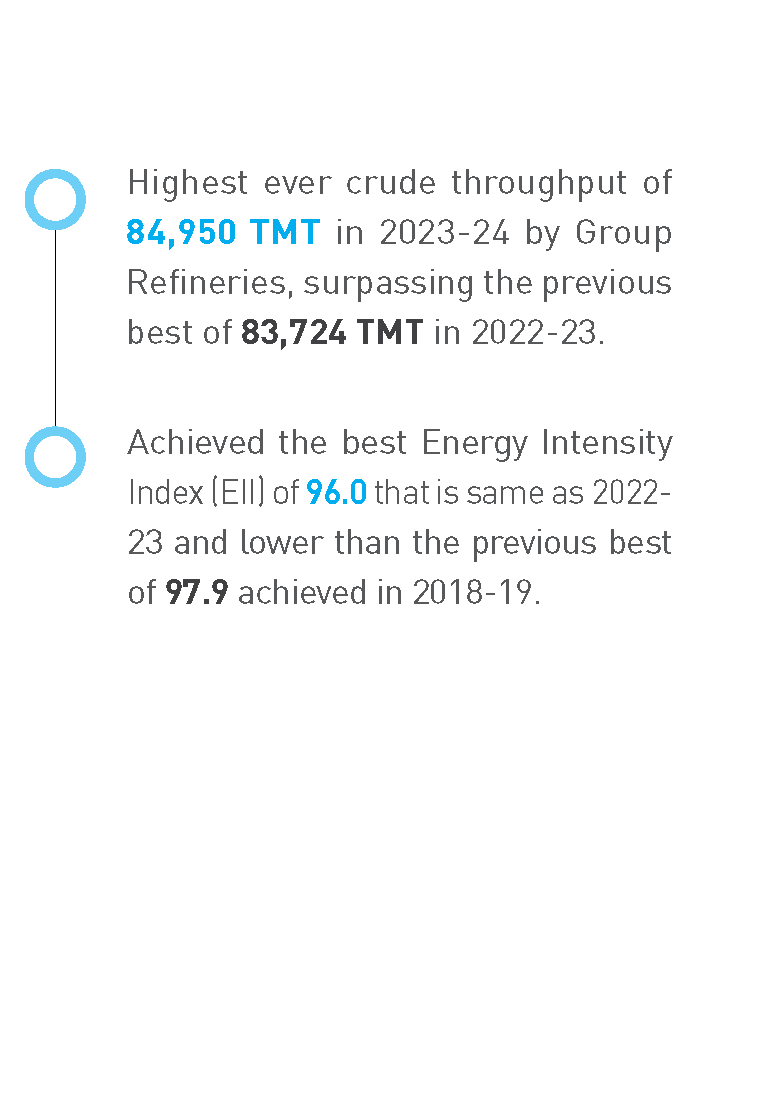 Highest ever crude throughput of
84,950 TMT in 2023-24 by Group
Refineries, surpassing the previous
best of 83,724 TMT in 2022-23.
Achieved the best Energy Intensity
Index (EII) of 96.0 that is same as 2022-
23 and lower than the previous best
of 97.9 achieved in 2018-19.